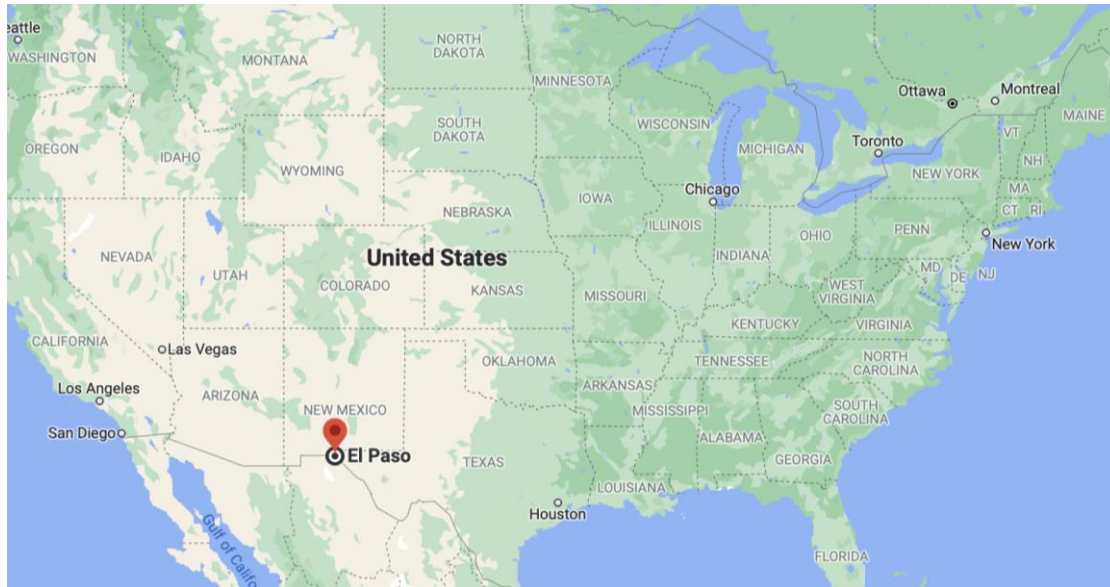 eattle
WASHINGTON
MONTANA
NORTH
DAKOTA
MINNESOTA
Ottawa
Montreal
MAINE
OREGON
IDAHO
SOUTH
DAKOTA
WISCONSIN
MICHIGAN
Toronto
VT
NH
WYOMING
NEW YORK
MA
CT
RI
Chicago
IOWA
NEBRASKA
ILLINOIS
INDIANA
OHIO
PENN
New York
NEVADA
UTAH
COLORADO
United States
KANSAS
MISSOURI
WEST
VIRGINIA
MD
DE
NJ
CALIFORNIA
Las Vegas
KENTUCKY
VIRGINIA
OKLAHOMA
TENNESSEE
NORTH
CAROLINA
Los Angeles
ARIZONA
NEW MEXICO
ARKANSAS
MISSISSIPPI
SOUTH
CAROLINA
San Diego
ALABAMA
GEORGIA
El Paso
TEXAS
LOUISIANA
Houston
Gulf of Califo
FLORIDA